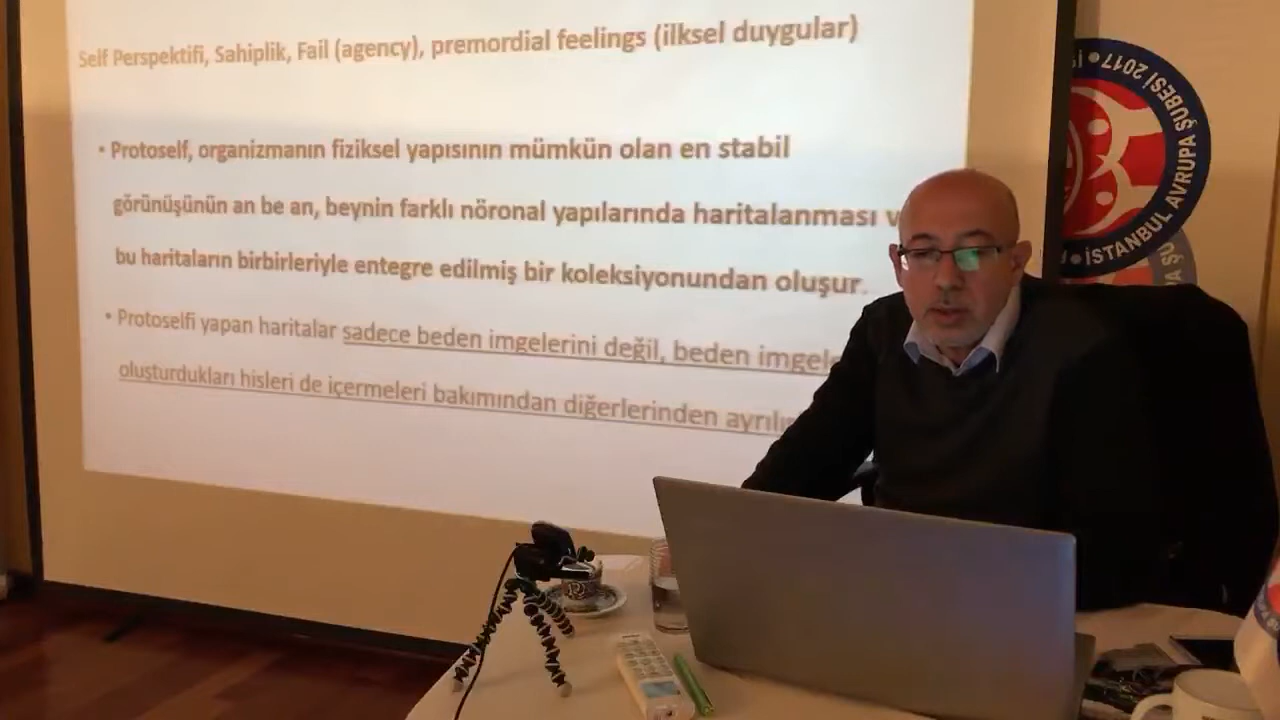 Self Perspektifi, Sahiplik, Fail (agency), premordial feelings (ilksel duygular)
• Protoself, organizmanın fiziksel yapısının mümkün olan en stabil
görünüşünün an be an, beynin farklı nöronal yapılarında haritalanması
bu haritaların birbirleriyle entegre edilmiş bir koleksiyonundan oluşur.
• Protoselfi yapan haritalar sadece beden imgelerini değil, beden
oluşturdukları hisleri de içermeleri bakımından diğerlerinden
İSTANBUL AVRUPA ŞUBESİ • 2017 •